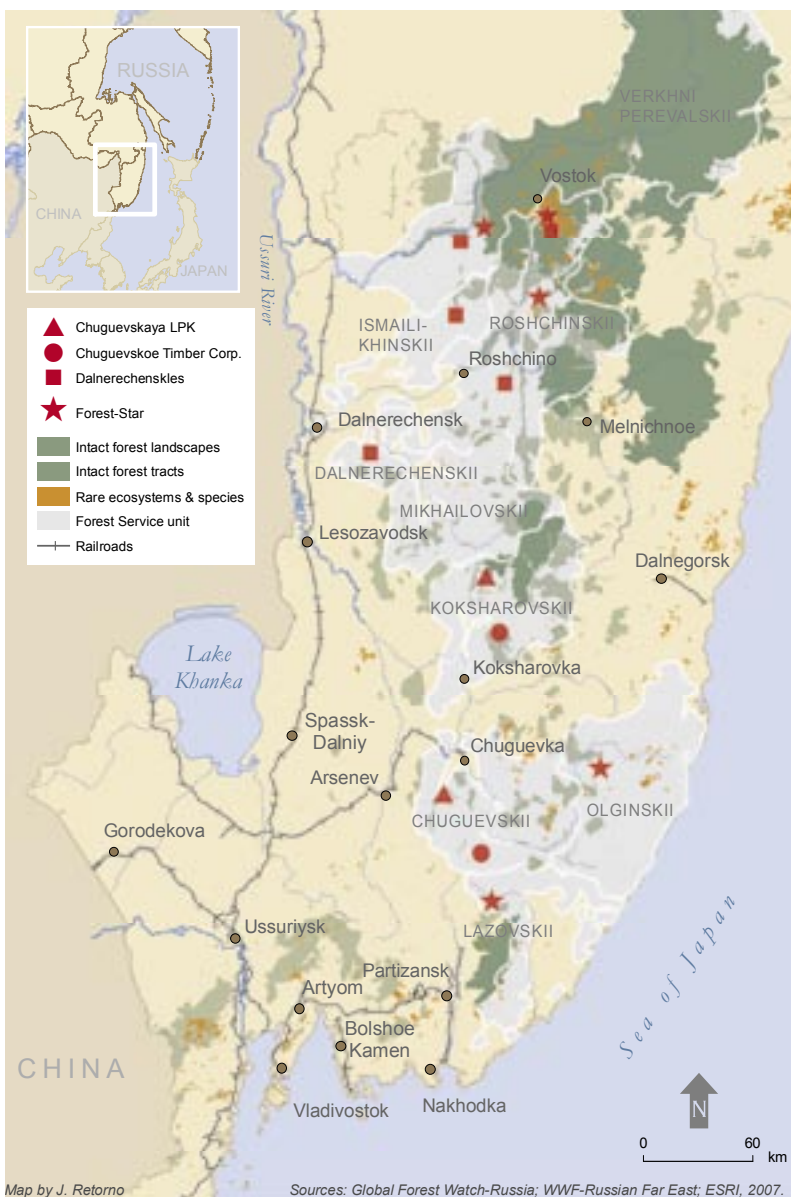 RUSSIA
CHINA
JAPAN
VERKHNI
PEREVALSKII
Vostok
Ussuri River
Chuguevskaya LPK
Chuguevskoe Timber Corp.
Dalnerechenskles
Forest-Star
Intact forest landscapes
Intact forest tracts
Rare ecosystems & species
Forest Service unit
Railroads
ISMAILI-
KHINSKII
ROSHCHINSKII
Roshchino
Dalnerechensk
Melnichnoe
DALNERECHENSKII
MIKHAILOVSKII
Lesozavodsk
Dalnegorsk
KOKSHAROVSKII
Lake
Khanka
Koksharovka
Spassk-
Dalniy
Chuguevka
Arsenev
OLGINSKII
CHUGUEVSKII
Gorodekova
Ussuriysk
LAZOVSKII
Partizansk
Artyom
Bolshoe
Kamen
Sea of Japan
CHINA
Vladivostok
Nakhodka
N
0 60
km
Map by J. Retorno
Sources: Global Forest Watch-Russia; WWF-Russian Far East; ESRI, 2007.